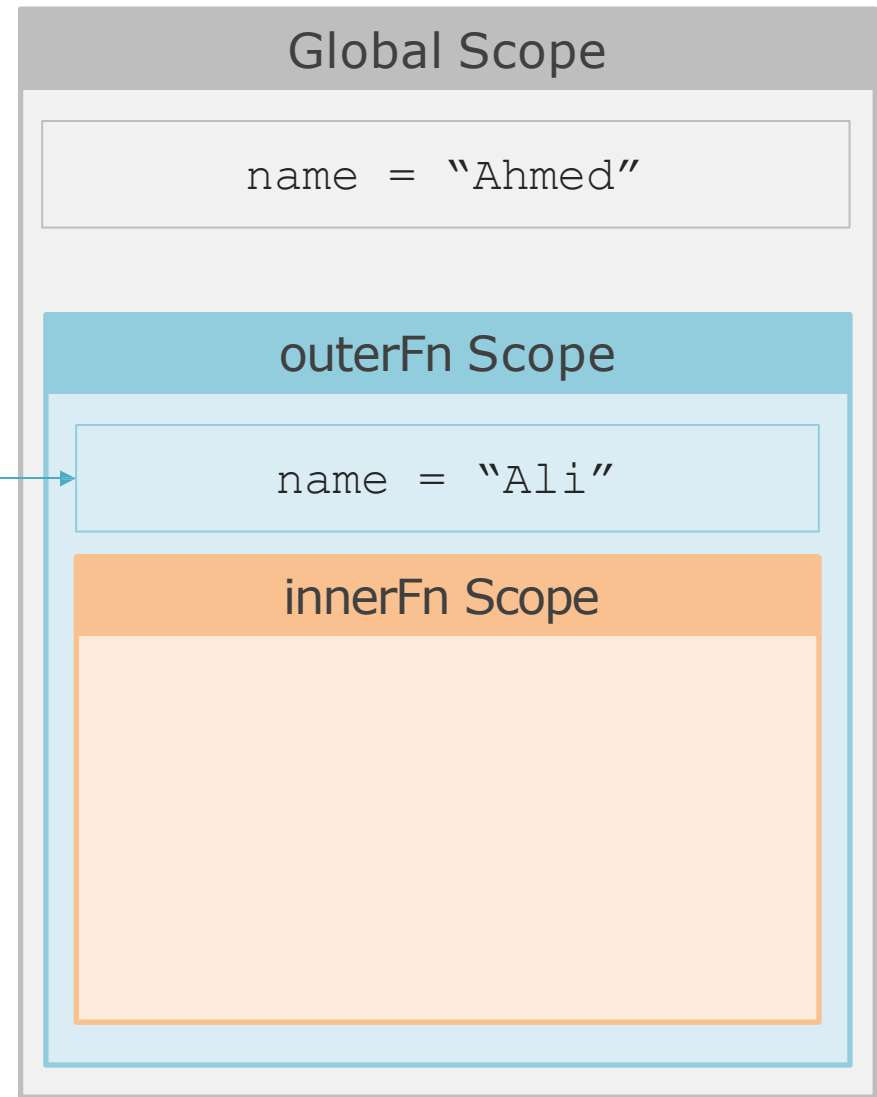 Global Scope
name = “Ahmed”
outerFn Scope
name = “Ali”
innerFn Scope